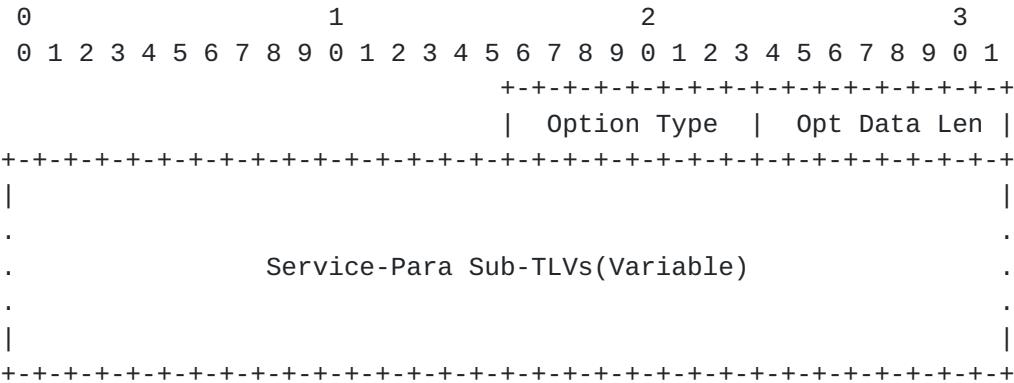 0                   1                   2                   3
 0 1 2 3 4 5 6 7 8 9 0 1 2 3 4 5 6 7 8 9 0 1 2 3 4 5 6 7 8 9 0 1
                                +-+-+-+-+-+-+-+-+-+-+-+-+-+-+-+-+
                                |  Option Type  |  Opt Data Len |
+-+-+-+-+-+-+-+-+-+-+-+-+-+-+-+-+-+-+-+-+-+-+-+-+-+-+-+-+-+-+-+-+
|                                                               |
.                                                               .
.                Service-Para Sub-TLVs(Variable)                .
.                                                               .
|                                                               |
+-+-+-+-+-+-+-+-+-+-+-+-+-+-+-+-+-+-+-+-+-+-+-+-+-+-+-+-+-+-+-+-+